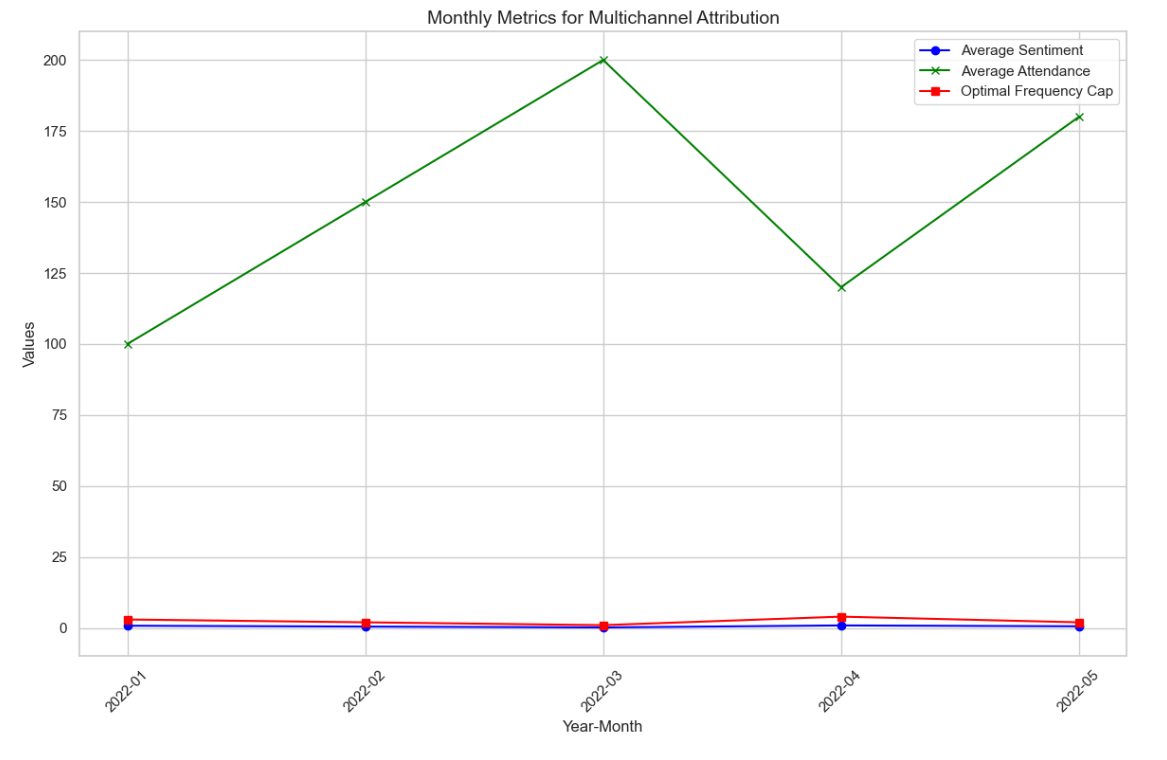 Monthly Metrics for Multichannel Attribution
Average Sentiment
Average Attendance
Optimal Frequency Cap
200
175
150
125
100
75
50
25
0
Values
2022-01
2022-02
2022-03
2022-04
2022-05
Year-Month